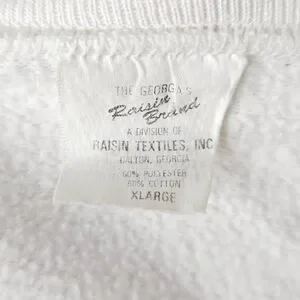 THE GEORGIA'S
Raisin
Brand
A DIVISION OF
RAISIN TEXTILES, INC
DALTON, GEORGIA
50% POLYESTER
50% COTTON
XLARGE